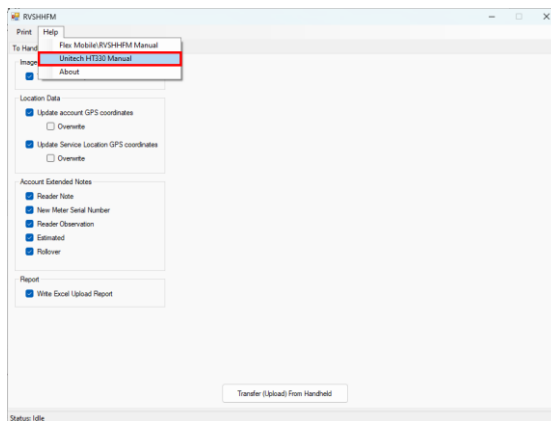 RVSHHFM
Print Help
To Hand
Flex Mobile\RVSHHFM Manual
Unitech HT330 Manual
About
Image
Location Data
Update account GPS coordinates
Overwrite
Update Service Location GPS coordinates
Overwrite
Account Extended Notes
Reader Note
New Meter Serial Number
Reader Observation
Estimated
Rollover
Report
Write Excel Upload Report
Transfer (Upload) From Handheld
Status: Idle